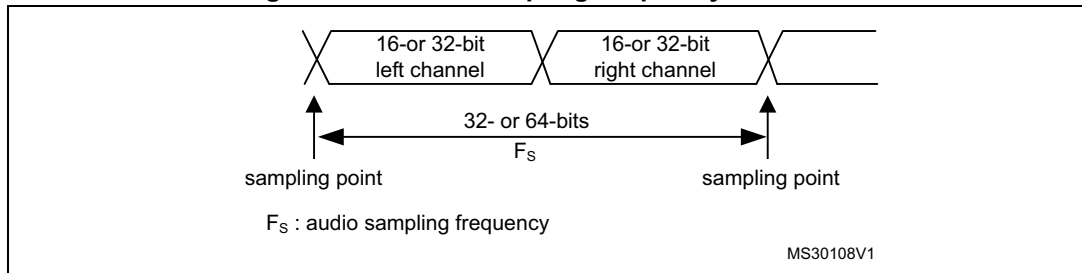 16-or 32-bit
left channel
16-or 32-bit
right channel
32- or 64-bits
FS
sampling point
sampling point
FS : audio sampling frequency
MS30108V1